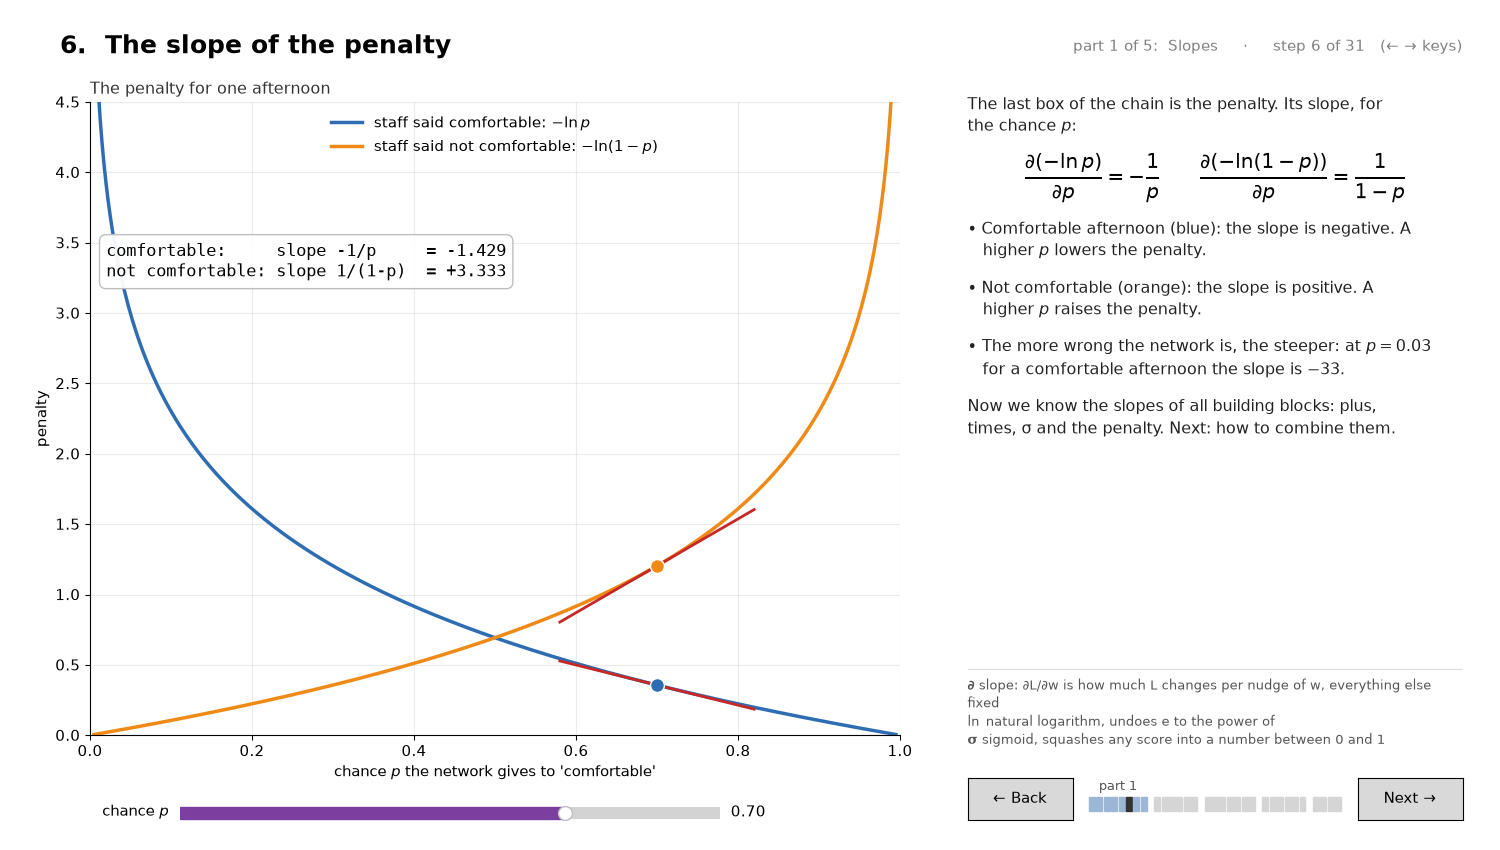 6.  The slope of the penalty
part 1 of 5:  Slopes  ·  step 6 of 31  (← → keys)
The penalty for one afternoon
4.5
4.0
3.5
3.0
2.5
2.0
1.5
1.0
0.5
0.0
penalty
staff said comfortable: −ln p
staff said not comfortable: −ln(1 − p)
comfortable:     slope -1/p     = -1.429
not comfortable: slope 1/(1-p)  = +3.333
0.0 0.2 0.4 0.6 0.8 1.0
chance p the network gives to 'comfortable'
chance p 0.70
The last box of the chain is the penalty. Its slope, for
the chance p:
∂(−ln p)/∂p = −1/p   ∂(−ln(1 − p))/∂p = 1/(1 − p)
• Comfortable afternoon (blue): the slope is negative. A
higher p lowers the penalty.
• Not comfortable (orange): the slope is positive. A
higher p raises the penalty.
• The more wrong the network is, the steeper: at p = 0.03
for a comfortable afternoon the slope is −33.
Now we know the slopes of all building blocks: plus,
times, σ and the penalty. Next: how to combine them.
∂ slope: ∂L/∂w is how much L changes per nudge of w, everything else
fixed
ln natural logarithm, undoes e to the power of
σ sigmoid, squashes any score into a number between 0 and 1
← Back
part 1
Next →